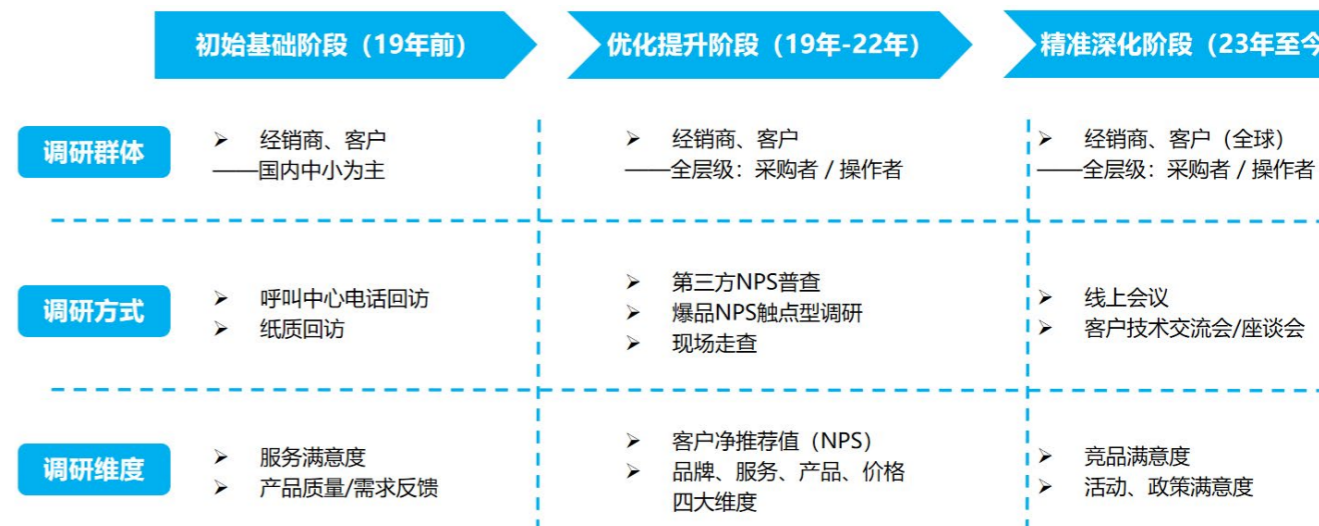 初始基础阶段（19年前）
优化提升阶段（19年-22年）
精准深化阶段（23年至今
调研群体
➢ 经销商、客户
——国内中小为主
➢ 经销商、客户
——全层级：采购者 / 操作者
➢ 经销商、客户（全球）
——全层级：采购者 / 操作者
调研方式
➢ 呼叫中心电话回访
➢ 纸质回访
➢ 第三方NPS普查
➢ 爆品NPS触点型调研
➢ 现场走查
➢ 线上会议
➢ 客户技术交流会/座谈会
调研维度
➢ 服务满意度
➢ 产品质量/需求反馈
➢ 客户净推荐值（NPS）
➢ 品牌、服务、产品、价格
四大维度
➢ 竞品满意度
➢ 活动、政策满意度